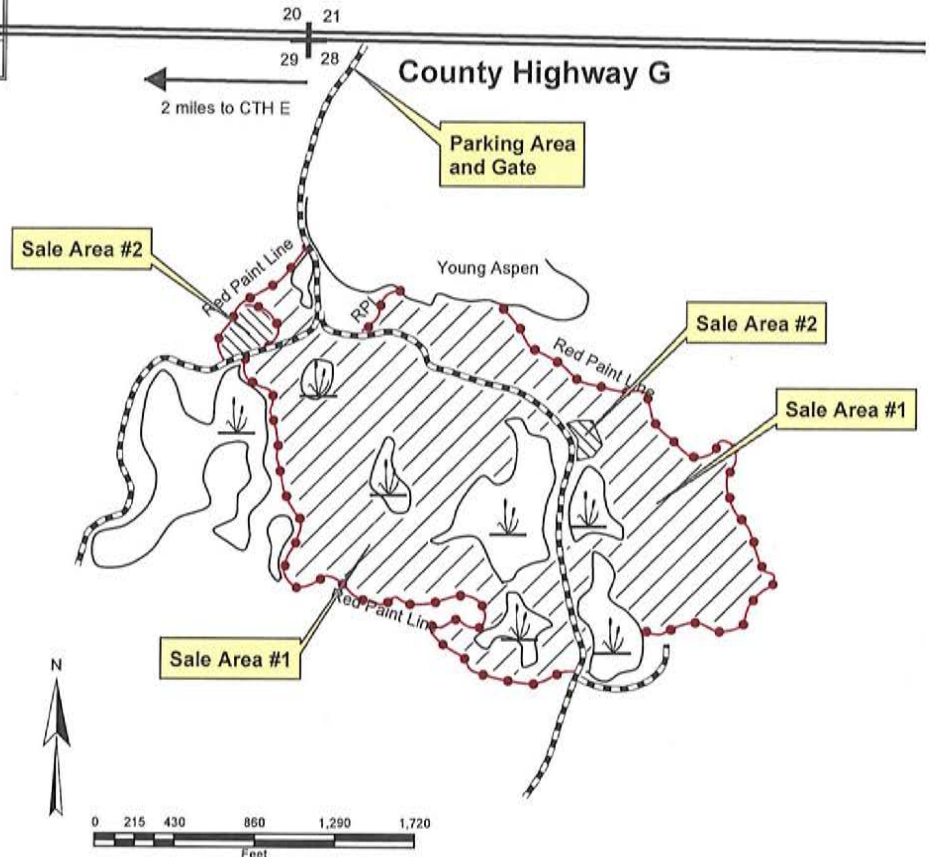 20 21
29 28
County Highway G
2 miles to CTH E
Parking Area
and Gate
Sale Area #2
Red Paint Line
Young Aspen
RPL
Sale Area #2
Red Paint Line
Sale Area #1
Red Paint Line
Sale Area #1
N
0 215 430 860 1,290 1,720
Feet